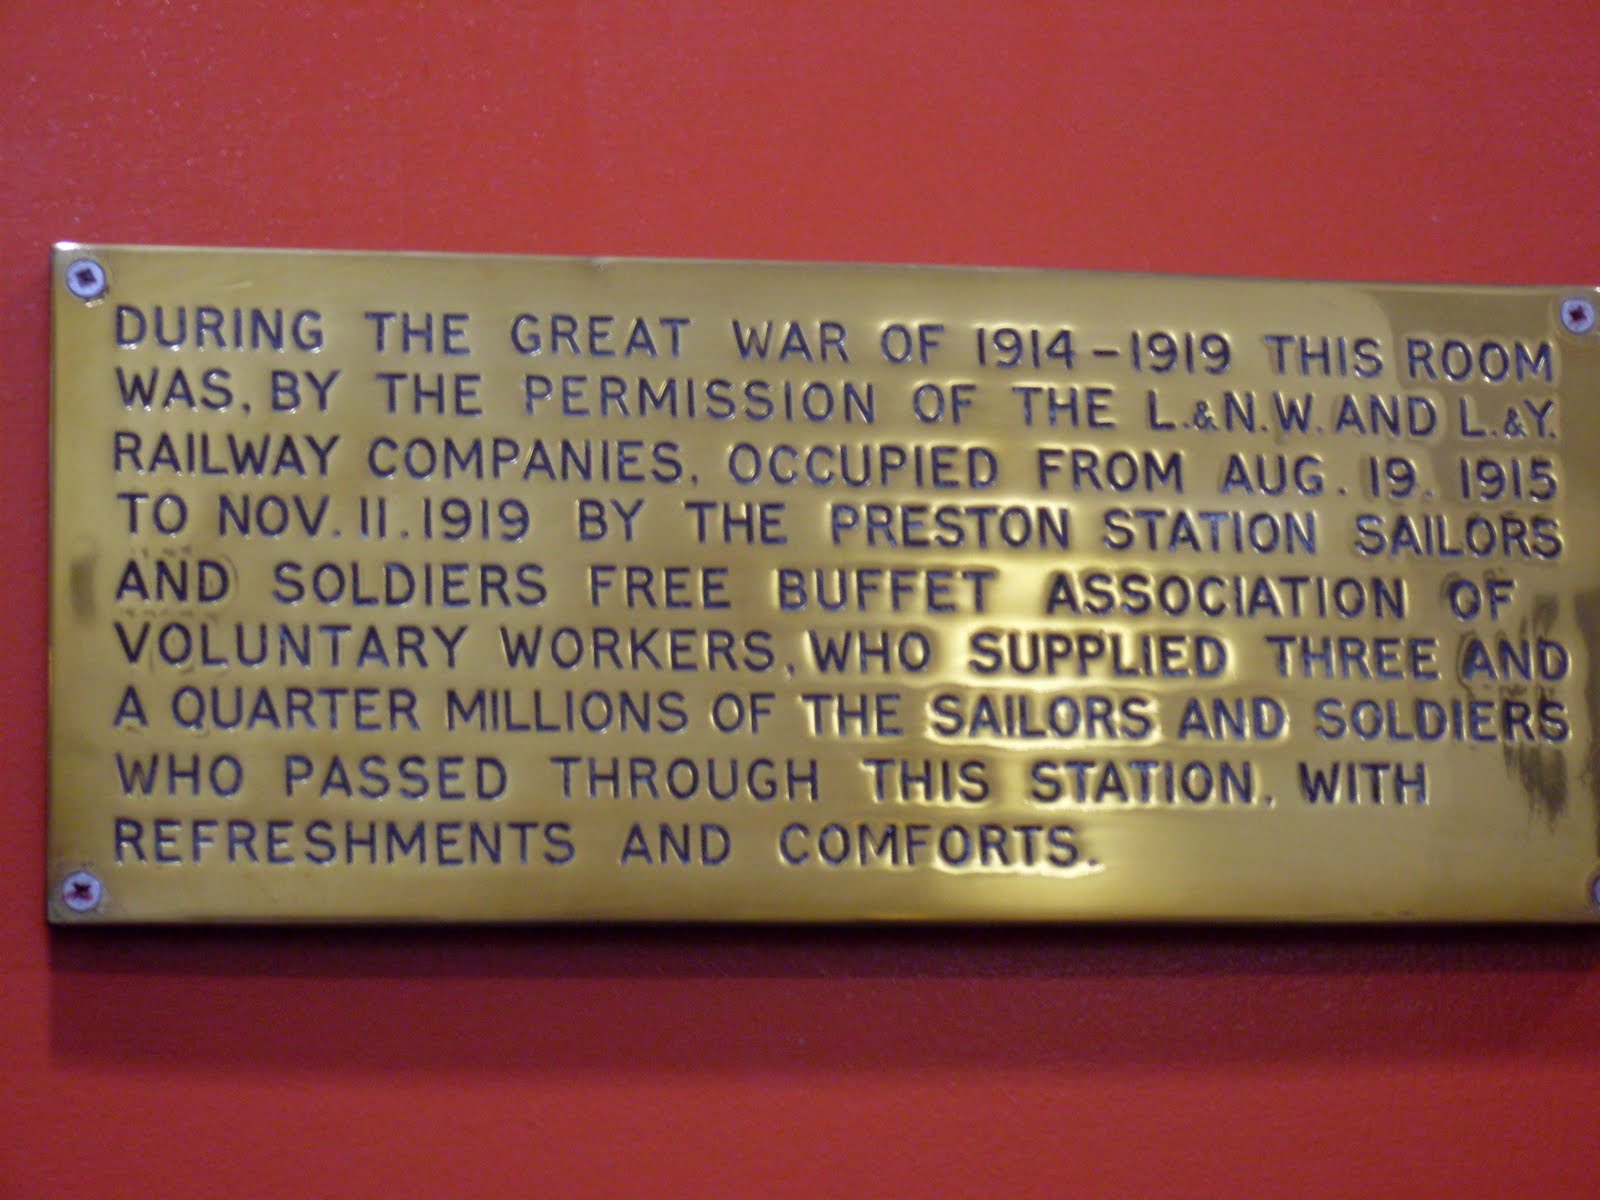 DURING THE GREAT WAR OF 1914-1919 THIS ROOM
WAS, BY THE PERMISSION OF THE L.&N.W. AND L.&Y.
RAILWAY COMPANIES, OCCUPIED FROM AUG. 19. 1915
TO NOV. 11. 1919 BY THE PRESTON STATION SAILORS
AND SOLDIERS FREE BUFFET ASSOCIATION OF
VOLUNTARY WORKERS, WHO SUPPLIED THREE AND
A QUARTER MILLIONS OF THE SAILORS AND SOLDIERS
WHO PASSED THROUGH THIS STATION, WITH
REFRESHMENTS AND COMFORTS.